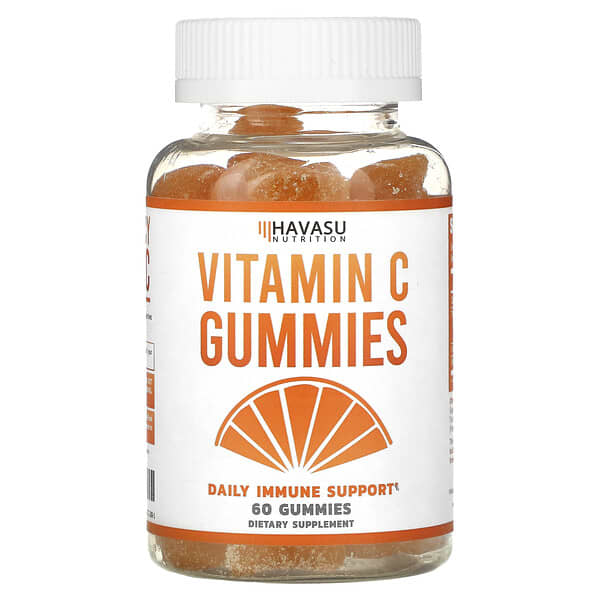 HAVASU
NUTRITION
VITAMIN C
GUMMIES
DAILY IMMUNE SUPPORT
60 GUMMIES
DIETARY SUPPLEMENT